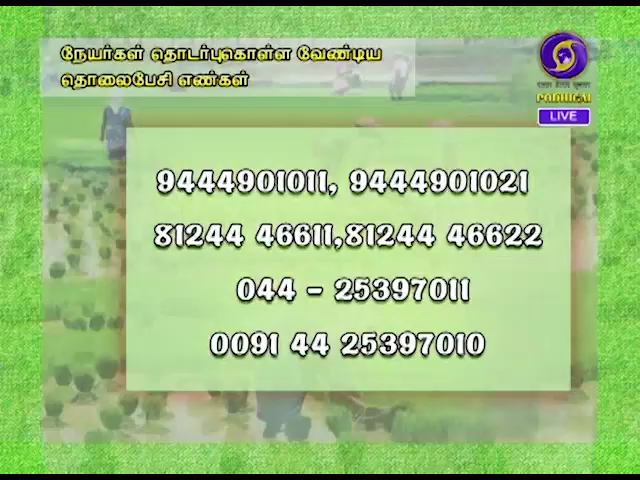 நேயர்கள் தொடர்புகொள்ள வேண்டிய
தொலைபேசி எண்கள்
PODHIGAI
LIVE
9444901011, 9444901021
81244 46611,81244 46622
044 - 25397011
0091 44 25397010